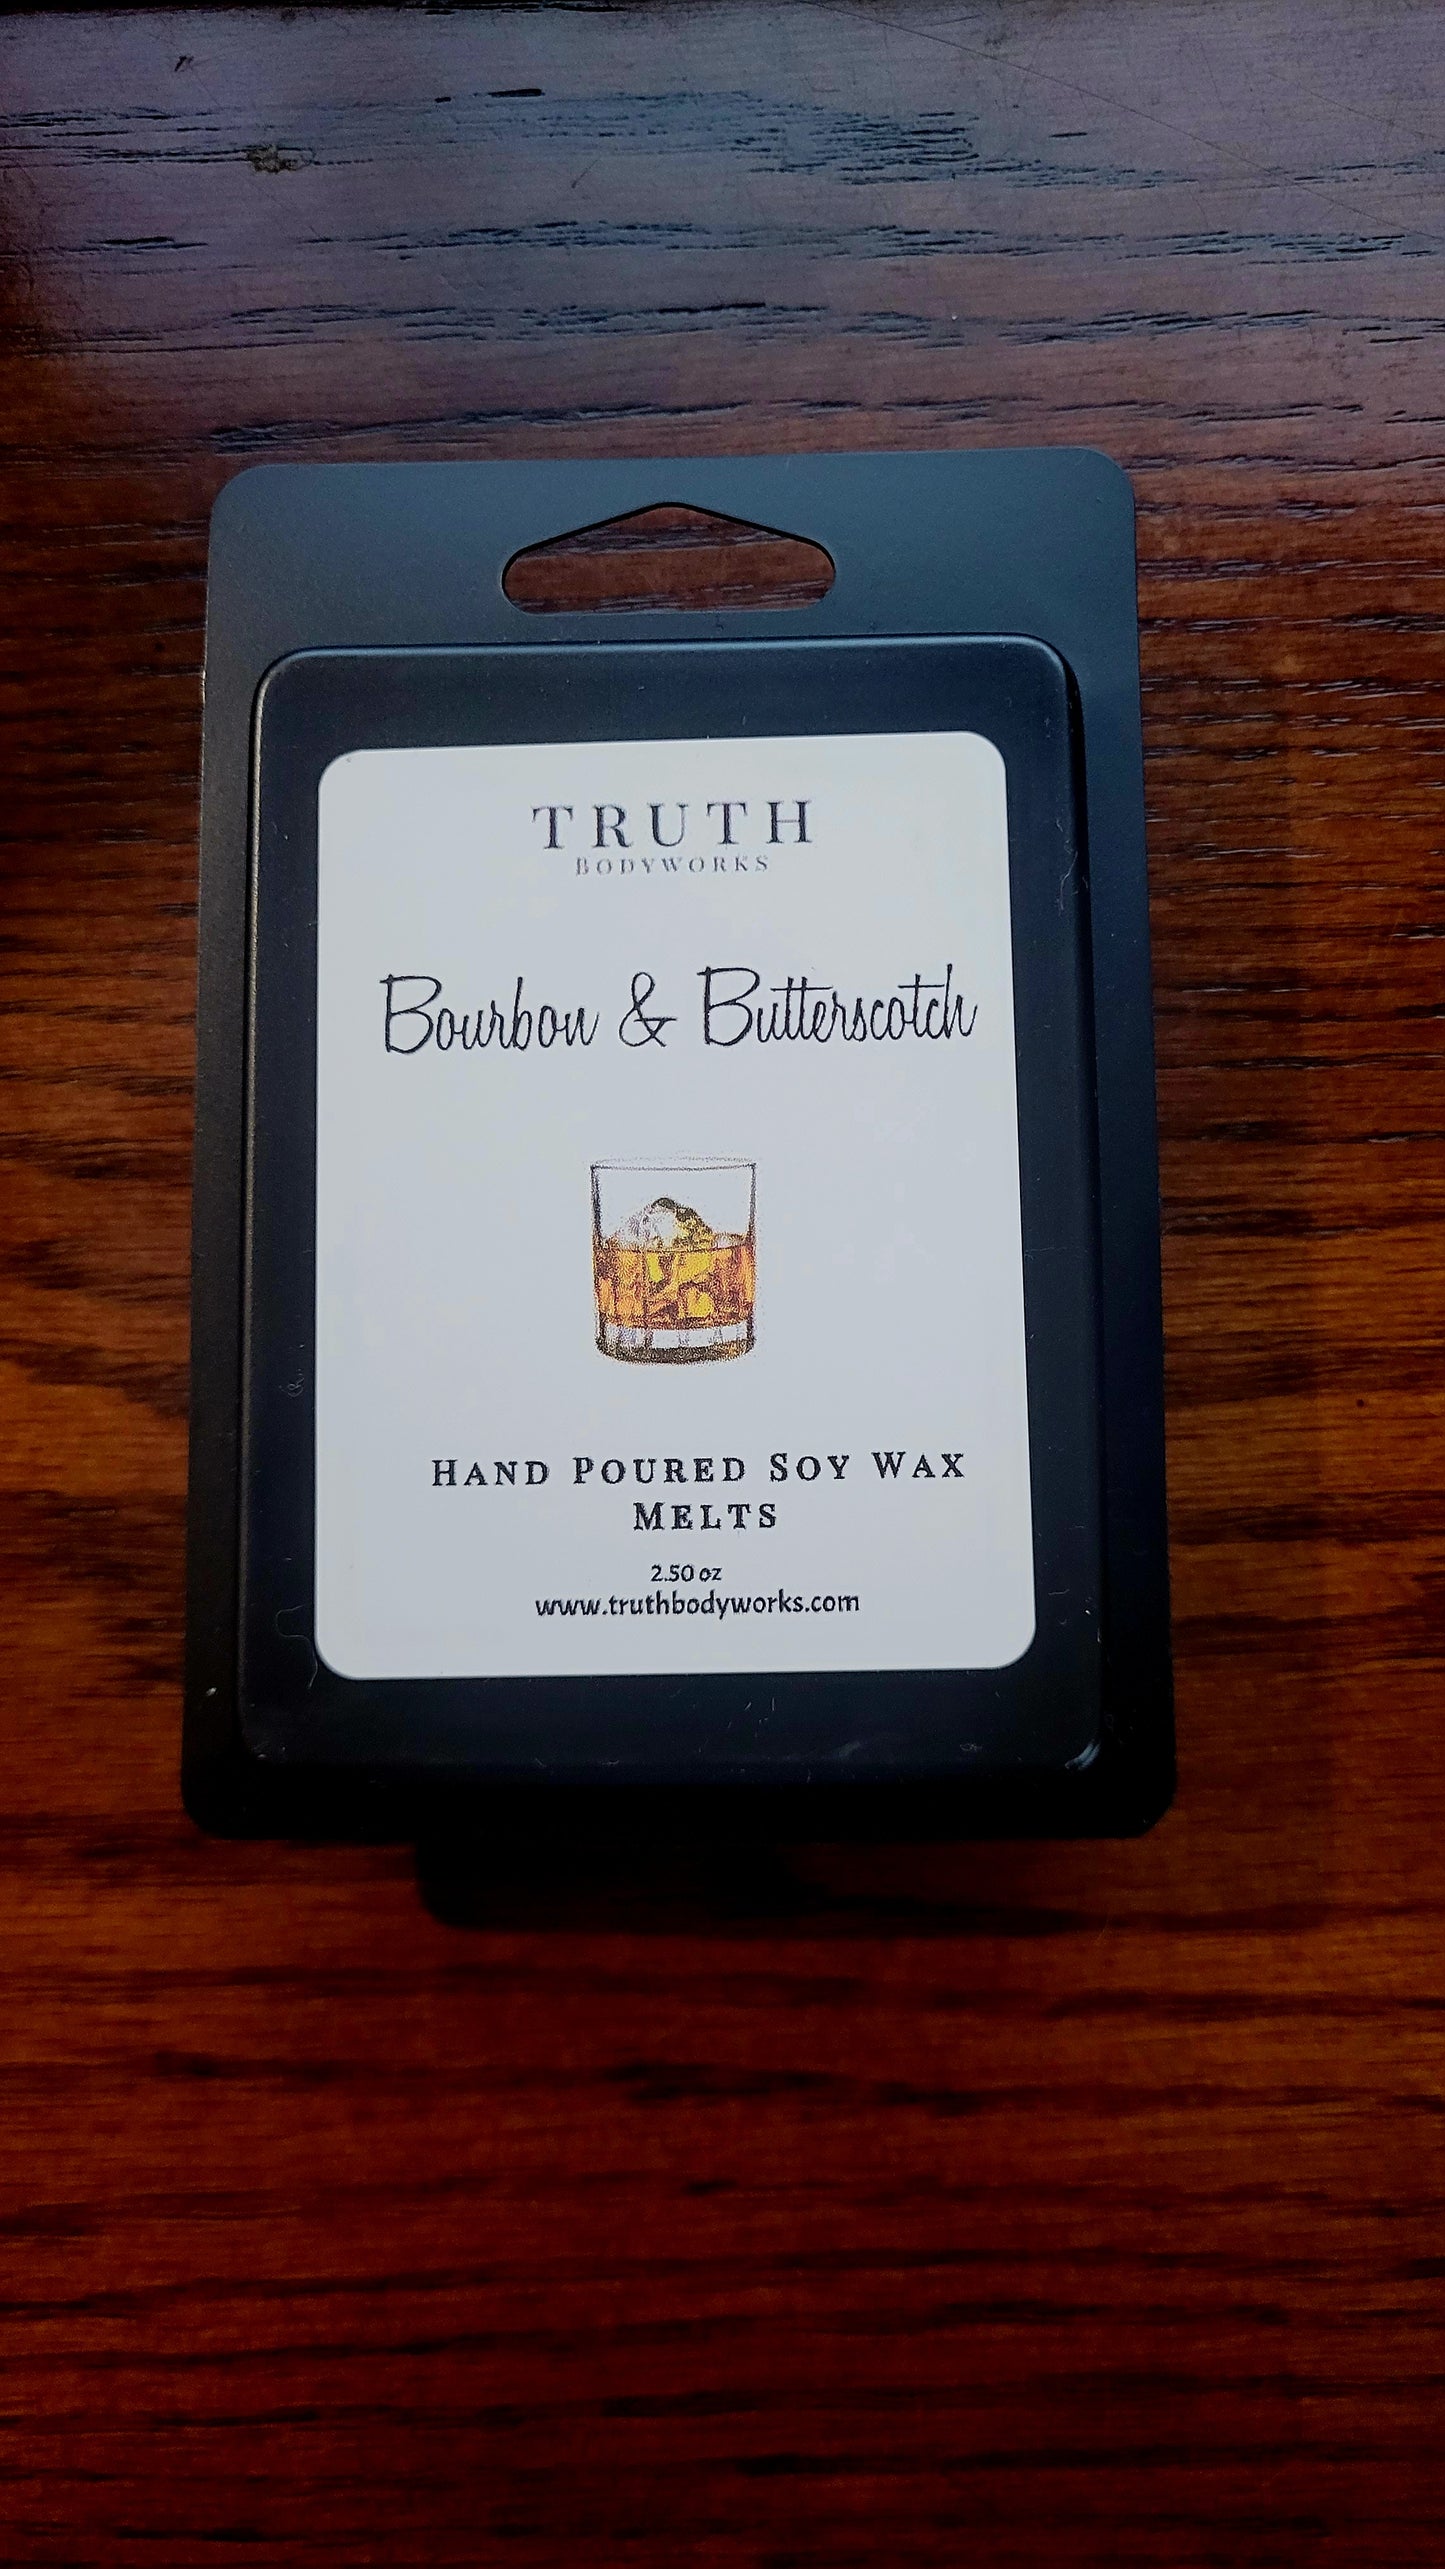 TRUTH
BODYWORKS
Bourbon & Butterscotch
HAND POURED SOY WAX
MELTS
2.50 oz
www.truthbodyworks.com